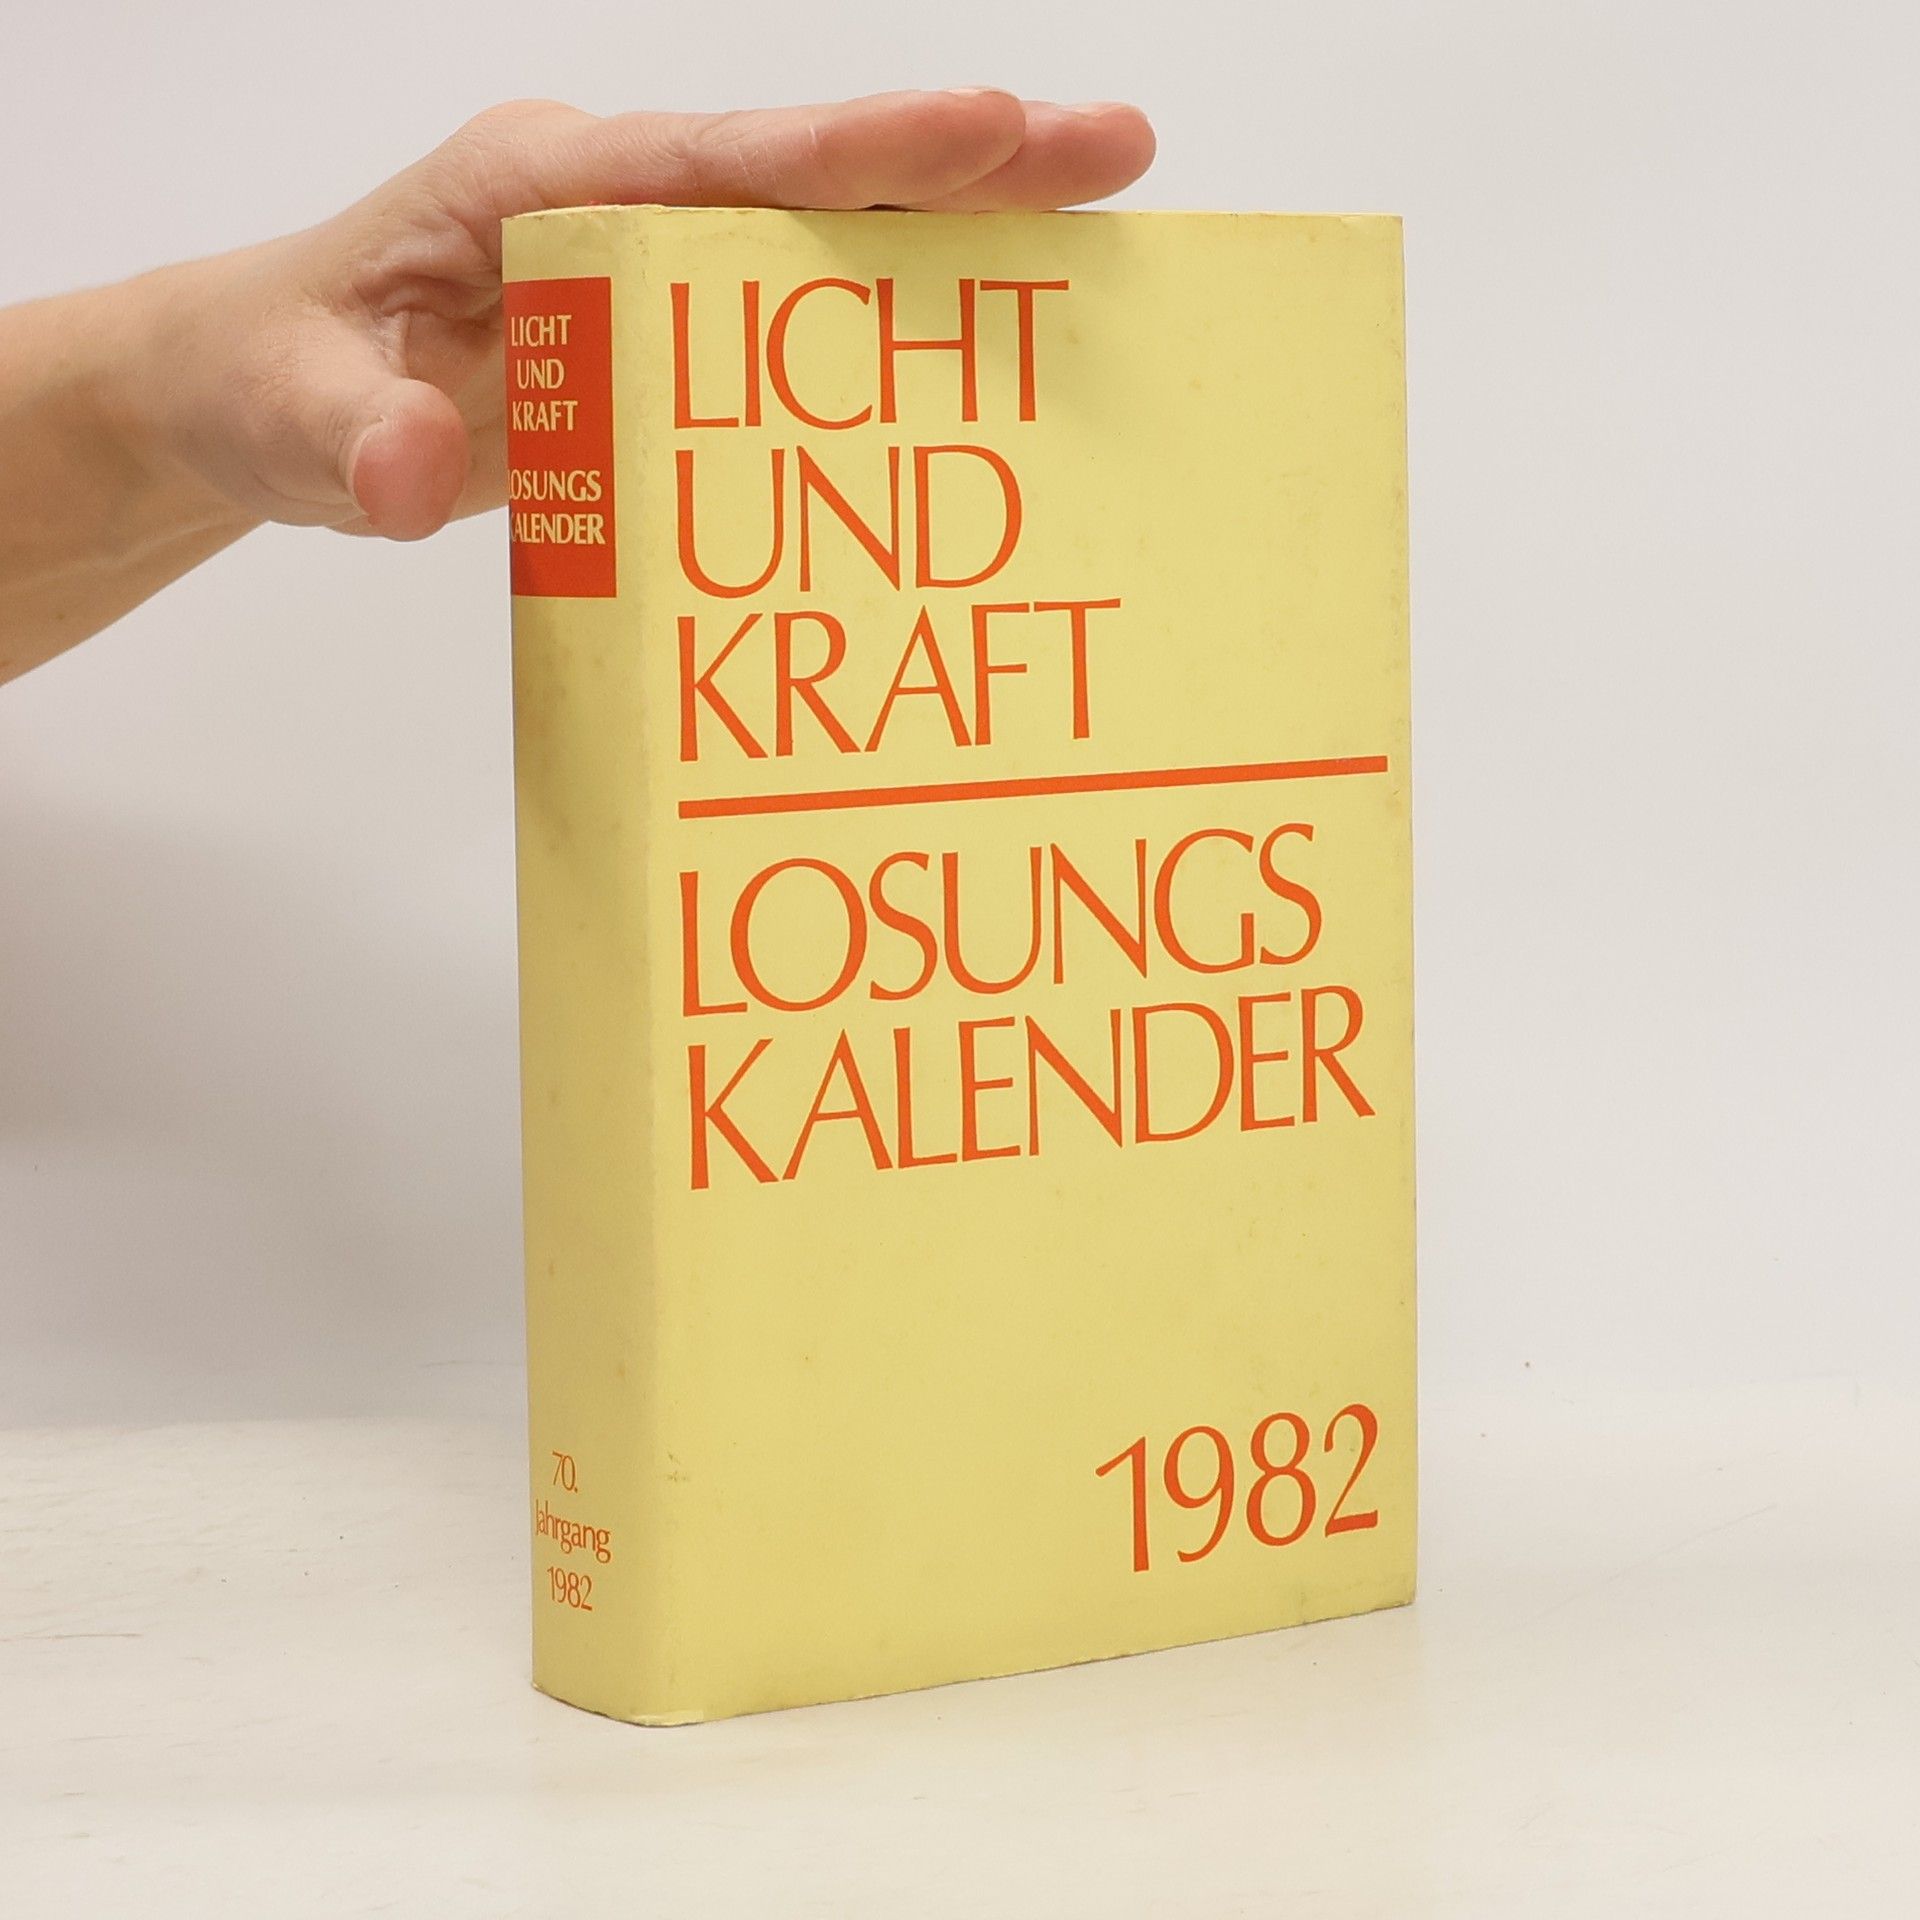 LICHT
UND
KRAFT
LOSUNGS
KALENDER
70.
Jahrgang
1982
LICHT
UND
KRAFT
LOSUNGS
KALENDER
1982